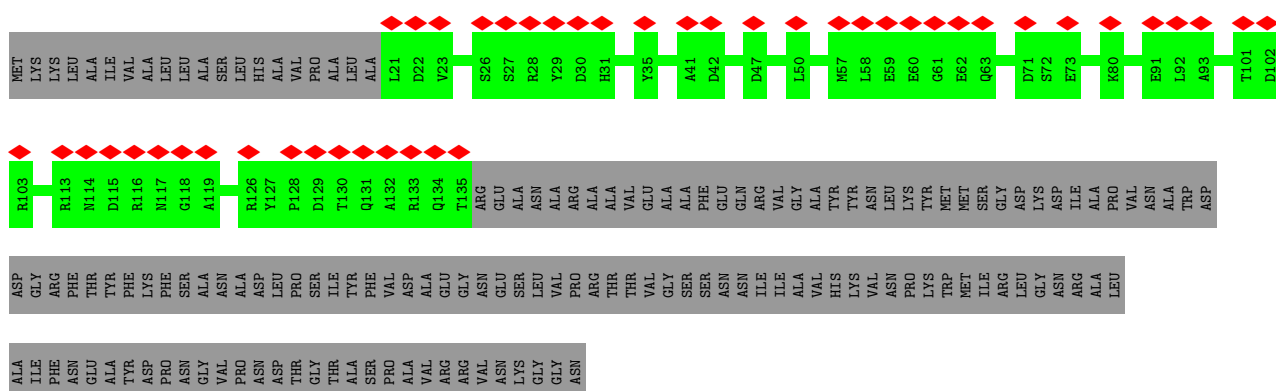 MET LYS LYS LEU ALA ILE VAL ALA LEU LEU ALA SER LEU HIS ALA VAL PRO ALA LEU ALA L21 D22 V23 S26 S27 R28 Y29 D30 H31 Y35 A41 D42 D47 L50 M57 L58 E59 E60 G61 E62 Q63 D71 S72 E73 K80 E91 L92 A93 T101 D102
R103 R113 N114 D115 R116 N117 G118 A119 R126 Y127 P128 D129 T130 Q131 A132 R133 Q134 T135 ARG GLU ALA ASN ALA ARG ALA ALA VAL GLU ALA ALA PHE GLU GLN ARG VAL GLY ALA TYR TYR ASN LEU LYS TYR MET MET SER GLY ASP LYS ASP ILE ALA PRO VAL ASN ALA TRP ASP
ASP GLY ARG PHE THR TYR PHE LYS PHE SER ALA ASN ALA ASP LEU PRO SER ILE TYR PHE VAL ASP ALA GLU GLY ASN GLU SER LEU VAL PRO ARG THR THR VAL GLY SER SER ASN ASN ILE ILE ALA VAL HIS LYS VAL ASN PRO LYS TRP MET ILE ARG LEU GLY ASN ARG ALA LEU
ALA ILE PHE ASN GLU ALA TYR ASP PRO ASN GLY VAL PRO ASN ASP THR GLY THR ALA SER PRO ALA VAL ARG ARG VAL ASN LYS GLY GLY ASN